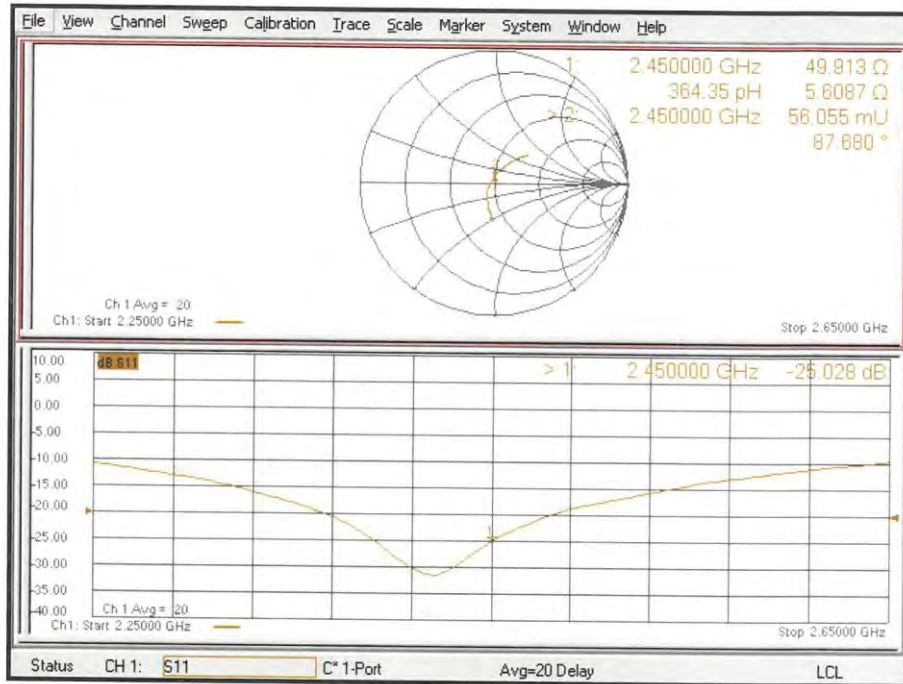 File View Channel Sweep Calibration Trace Scale Marker System Window Help
1: 2.450000 GHz 49.913 Ω
364.35 pH 5.6087 Ω
> 2: 2.450000 GHz 56.055 mU
87.680 °
Ch 1 Avg = 20
Ch1: Start 2.25000 GHz
Stop 2.65000 GHz
10.00
dB S11
> 1: 2.450000 GHz -25.028 dB
5.00
0.00
-5.00
-10.00
-15.00
-20.00
-25.00
1
-30.00
-35.00
-40.00
Ch 1 Avg = 20
Ch1: Start 2.25000 GHz
Stop 2.65000 GHz
Status CH 1: S11 C* 1-Port Avg=20 Delay LCL